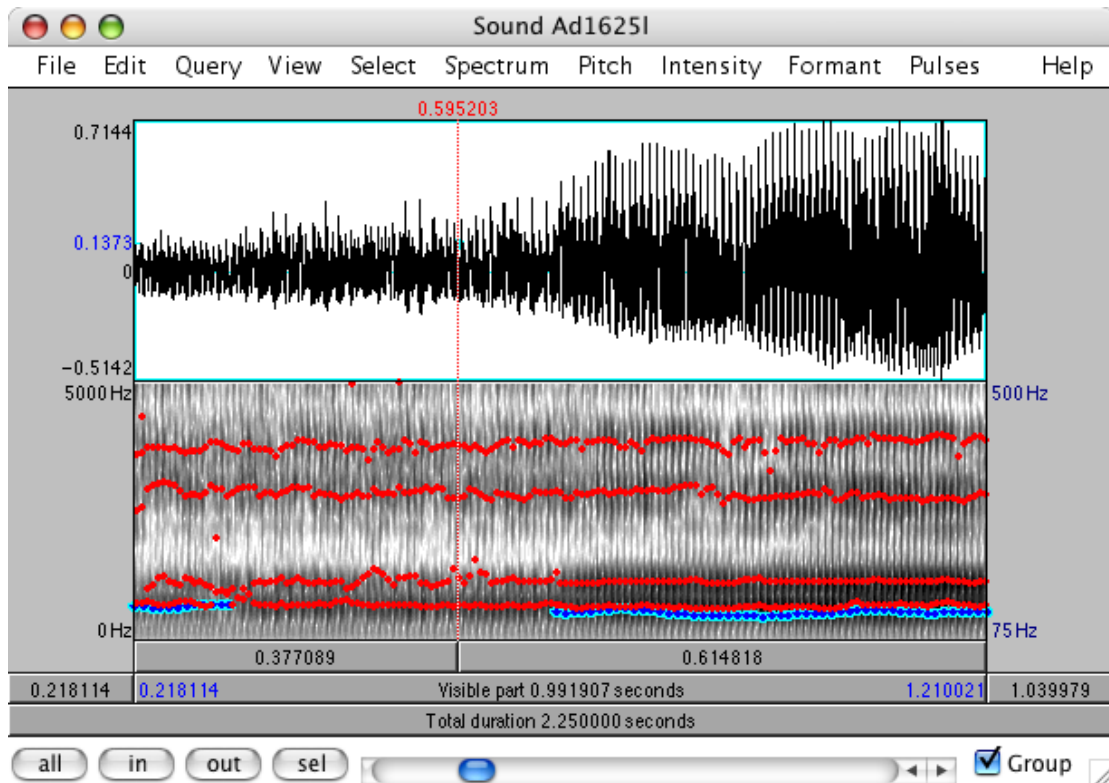 Sound Ad1625l
File Edit Query View Select Spectrum Pitch Intensity Formant Pulses Help
0.595203
0.7144
0.1373
0
-0.5142
5000 Hz 500 Hz
0 Hz 75 Hz
0.377089 0.614818
0.218114 0.218114 Visible part 0.991907 seconds 1.210021 1.039979
Total duration 2.250000 seconds
all in out sel Group